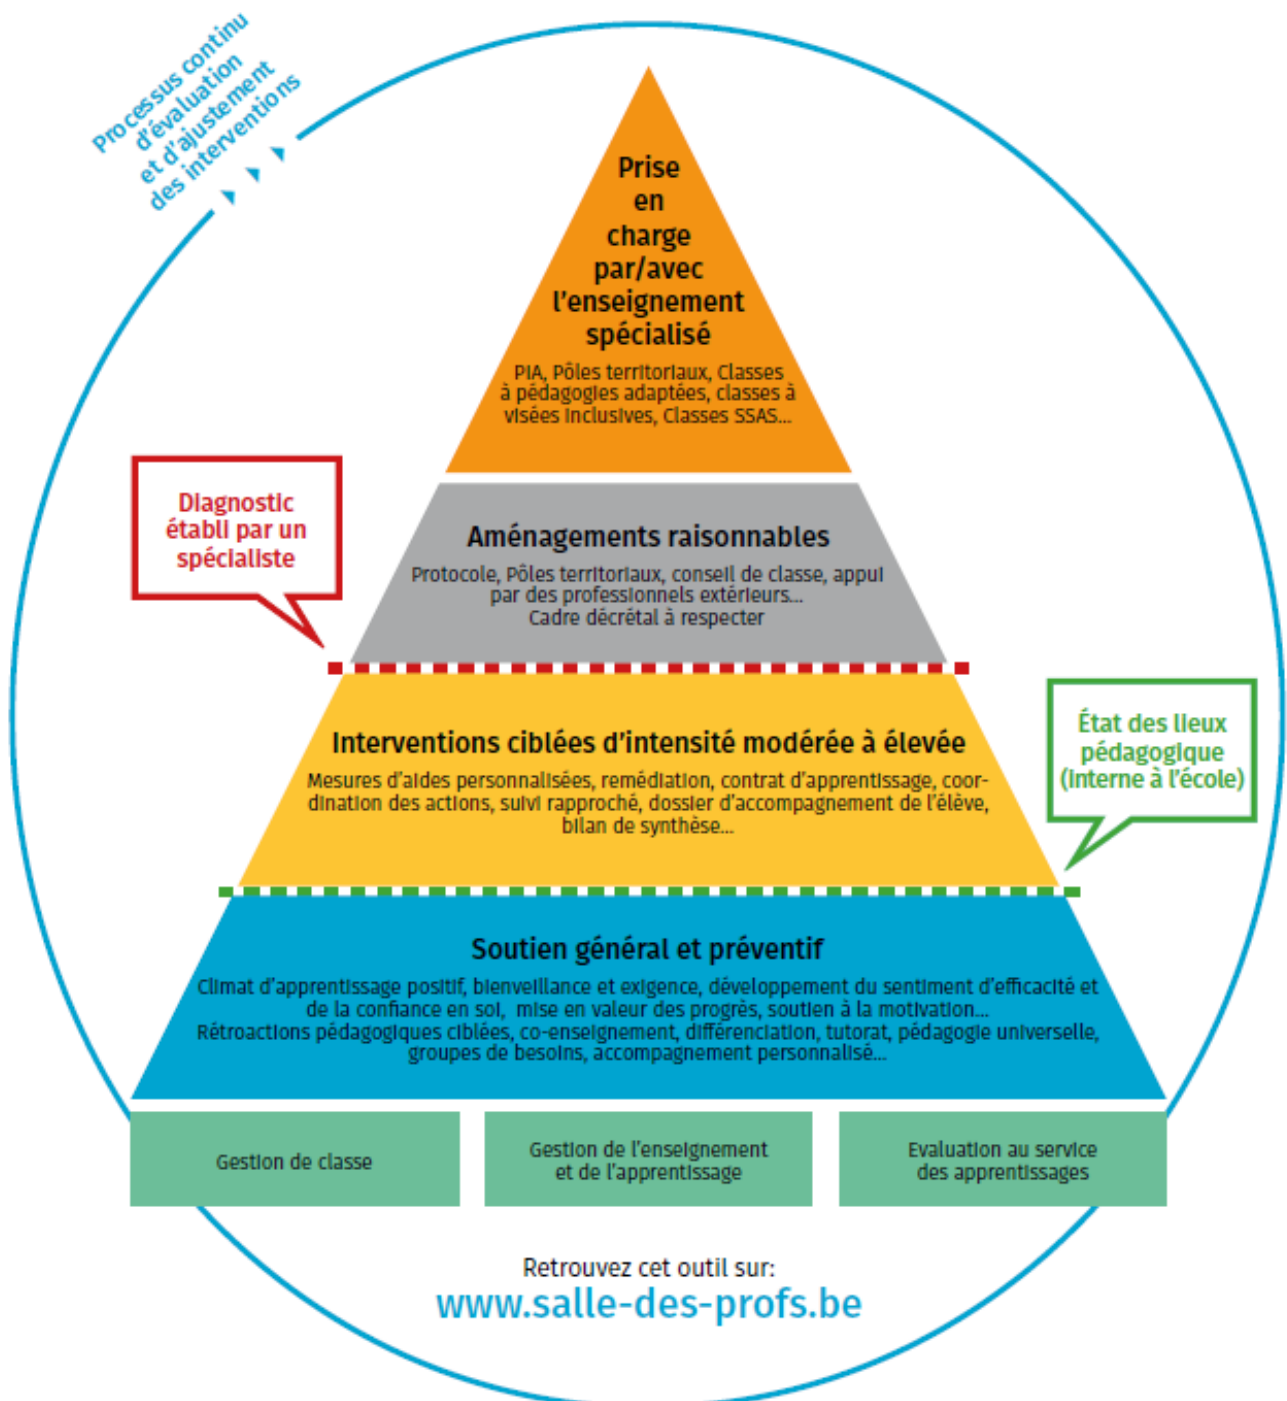 Processus continu
d'évaluation
et d'ajustement
des interventions
Prise
en
charge
par/avec
l'enseignement
spécialisé
PIA, Pôles territoriaux, Classes
à pédagogies adaptées, classes à
visées inclusives, Classes SSAS...
Diagnostic
établi par un
spécialiste
Aménagements raisonnables
Protocole, Pôles territoriaux, conseil de classe, appui
par des professionnels extérieurs...
Cadre décrétal à respecter
Interventions ciblées d'intensité modérée à élevée
Mesures d'aides personnalisées, remédiation, contrat d'apprentissage, coor-
dination des actions, suivi rapproché, dossier d'accompagnement de l'élève,
bilan de synthèse...
État des lieux
pédagogique
(interne à l'école)
Soutien général et préventif
Climat d'apprentissage positif, bienveillance et exigence, développement du sentiment d'efficacité et
de la confiance en soi, mise en valeur des progrès, soutien à la motivation...
Rétroactions pédagogiques ciblées, co-enseignement, différenciation, tutorat, pédagogie universelle,
groupes de besoins, accompagnement personnalisé...
Gestion de classe
Gestion de l'enseignement
et de l'apprentissage
Evaluation au service
des apprentissages
Retrouvez cet outil sur:
www.salle-des-profs.be